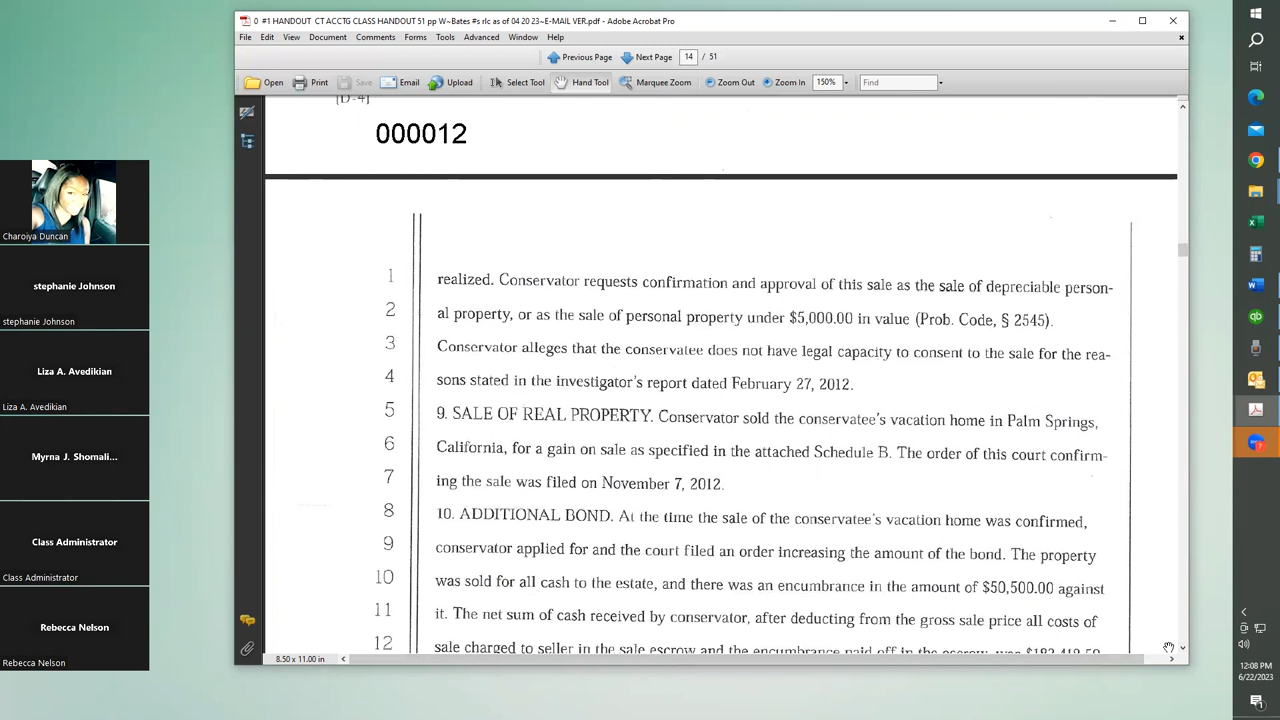 0 #1 HANDOUT CT ACCTG CLASS HANDOUT 51 pp W~Bates #s rlc as of 04 20 23~E-MAIL VER.pdf - Adobe Acrobat Pro
File Edit View Document Comments Forms Tools Advanced Window Help
Previous Page Next Page 14 / 51
Open Print Save Email Upload Select Tool Hand Tool Marquee Zoom Zoom Out Zoom In 150% Find
[D-4]
000012
1 realized. Conservator requests confirmation and approval of this sale as the sale of depreciable person-
2 al property, or as the sale of personal property under $5,000.00 in value (Prob. Code, § 2545).
3 Conservator alleges that the conservatee does not have legal capacity to consent to the sale for the rea-
4 sons stated in the investigator's report dated February 27, 2012.
5 9. SALE OF REAL PROPERTY. Conservator sold the conservatee's vacation home in Palm Springs,
6 California, for a gain on sale as specified in the attached Schedule B. The order of this court confirm-
7 ing the sale was filed on November 7, 2012.
8 10. ADDITIONAL BOND. At the time the sale of the conservatee's vacation home was confirmed,
9 conservator applied for and the court filed an order increasing the amount of the bond. The property
10 was sold for all cash to the estate, and there was an encumbrance in the amount of $50,500.00 against
11 it. The net sum of cash received by conservator, after deducting from the gross sale price all costs of
12 sale charged to seller in the sale escrow and the encumbrance paid off in the escrow, was
8.50 x 11.00 in
Charoiya Duncan
stephanie Johnson
stephanie Johnson
Liza A. Avedikian
Liza A. Avedikian
Myrna J. Shomali...
Class Administrator
Class Administrator
Rebecca Nelson
Rebecca Nelson
12:08 PM
6/22/2023